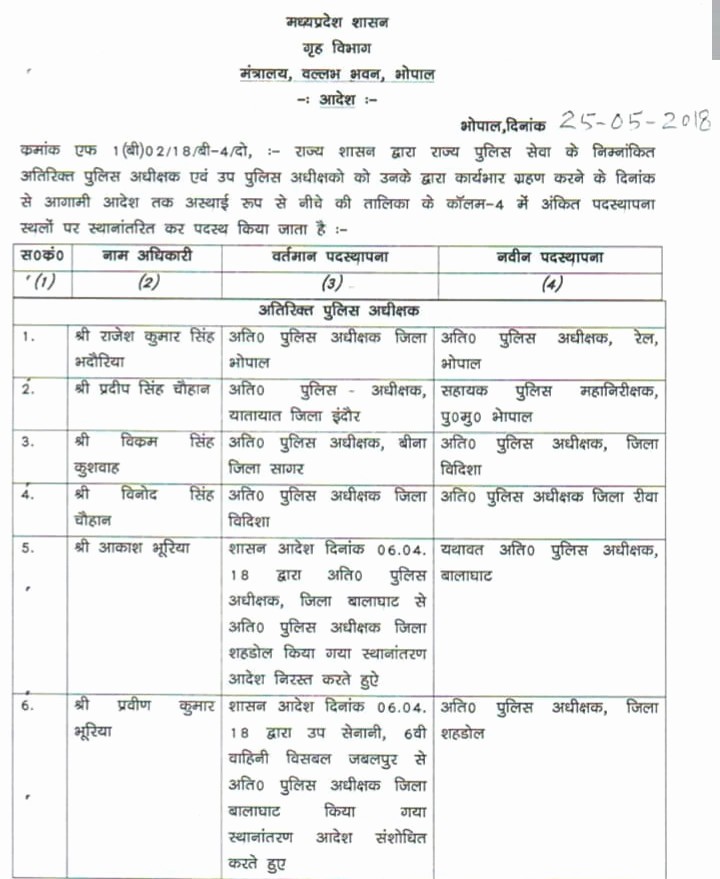 मध्यप्रदेश शासन
गृह विभाग
मंत्रालय, वल्लभ भवन, भोपाल
-: आदेश :-
भोपाल,दिनांक 25-05-2018
कमांक एफ 1(बी)02/18/बी-4/दो, :- राज्य शासन द्वारा राज्य पुलिस सेवा के निम्नांकित
अतिरिक्त पुलिस अधीक्षक एवं उप पुलिस अधीक्षको को उनके द्वारा कार्यभार ग्रहण करने के दिनांक
से आगामी आदेश तक अस्थाई रूप से नीचे की तालिका के कॉलम-4 में अंकित पदस्थापना
स्थलों पर स्थानांतरित कर पदस्थ किया जाता है :-
स0कं0 नाम अधिकारी वर्तमान पदस्थापना नवीन पदस्थापना
(1) (2) (3) (4)
अतिरिक्त पुलिस अधीक्षक
1. श्री राजेश कुमार सिंह अति0 पुलिस अधीक्षक जिला अति0 पुलिस अधीक्षक, रेल,
भदौरिया भोपाल भोपाल
2. श्री प्रदीप सिंह चौहान अति0 पुलिस - अधीक्षक, सहायक पुलिस महानिरीक्षक,
यातायात जिला इंदौर पु0मु0 भेापाल
3. श्री विकम सिंह अति0 पुलिस अधीक्षक, बीना अति0 पुलिस अधीक्षक, जिला
कुशवाह जिला सागर विदिशा
4. श्री विनोद सिंह अति0 पुलिस अधीक्षक जिला अति0 पुलिस अधीक्षक जिला रीवा
चौहान विदिशा
5. श्री आकाश भूरिया शासन आदेश दिनांक 06.04. यथावत अति0 पुलिस अधीक्षक,
18 द्वारा अति0 पुलिस बालाघाट
अधीक्षक, जिला बालाघाट से
अति0 पुलिस अधीक्षक जिला
शहडोल किया गया स्थानांतरण
आदेश निरस्त करते हुऐ
6. श्री प्रवीण कुमार शासन आदेश दिनांक 06.04. अति0 पुलिस अधीक्षक, जिला
भूरिया 18 द्वारा उप सेनानी, 6वी शहडोल
वाहिनी विसबल जबलपुर से
अति0 पुलिस अधीक्षक जिला
बालाघाट किया गया
स्थानांतरण आदेश संशोधित
करते हुए